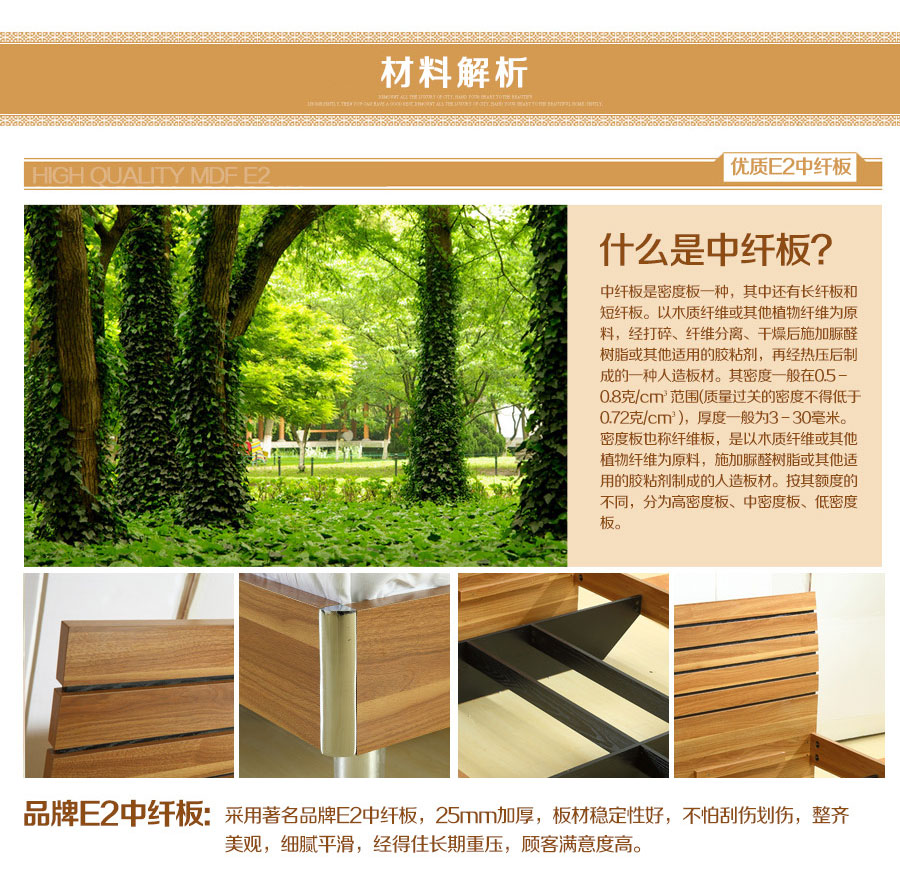 材料解析
HIGH QUALITY MDF E2
优质E2中纤板
什么是中纤板?
中纤板是密度板一种，其中还有长纤板和
短纤板。以木质纤维或其他植物纤维为原
料，经打碎、纤维分离、干燥后施加脲醛
树脂或其他适用的胶粘剂，再经热压后制
成的一种人造板材。其密度一般在0.5－
0.8克/cm³范围(质量过关的密度不得低于
0.72克/cm³)，厚度一般为3－30毫米。
密度板也称纤维板，是以木质纤维或其他
植物纤维为原料，施加脲醛树脂或其他适
用的胶粘剂制成的人造板材。按其额度的
不同，分为高密度板、中密度板、低密度
板。
品牌E2中纤板:
采用著名品牌E2中纤板，25mm加厚，板材稳定性好，不怕刮伤划伤，整齐
美观，细腻平滑，经得住长期重压，顾客满意度高。